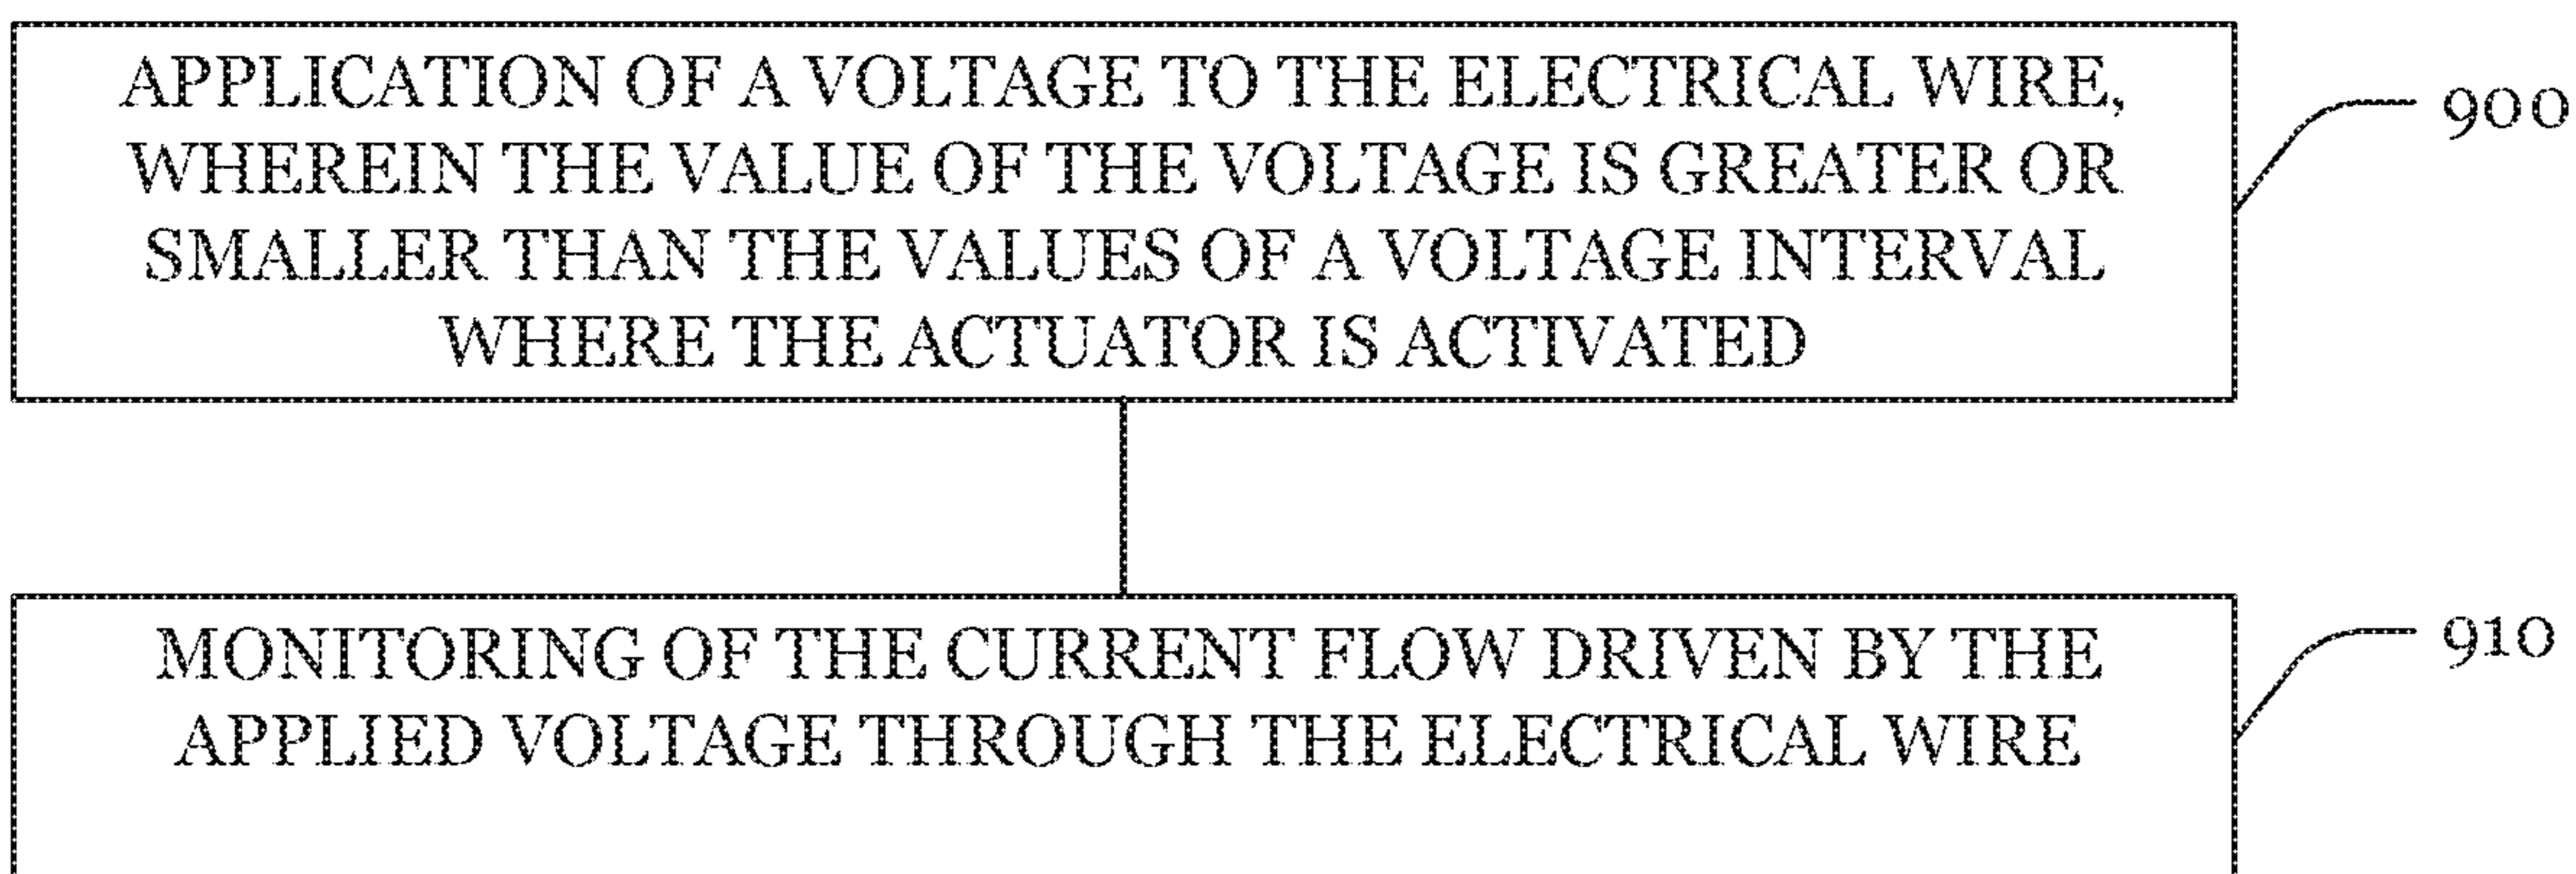 APPLICATION OF A VOLTAGE TO THE ELECTRICAL WIRE,
WHEREIN THE VALUE OF THE VOLTAGE IS GREATER OR
SMALLER THAN THE VALUES OF A VOLTAGE INTERVAL
WHERE THE ACTUATOR IS ACTIVATED
900
MONITORING OF THE CURRENT FLOW DRIVEN BY THE
APPLIED VOLTAGE THROUGH THE ELECTRICAL WIRE
910